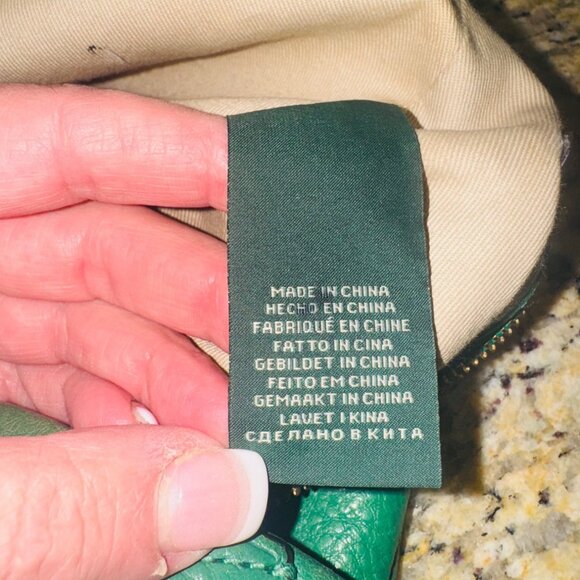 MADE IN CHINA
HECHO EN CHINA
FABRIQUÉ EN CHINE
FATTO IN CINA
GEBILDET IN CHINA
FEITO EM CHINA
GEMAAKT IN CHINA
LAVET I KINA
СДЕЛАНО В КИТА